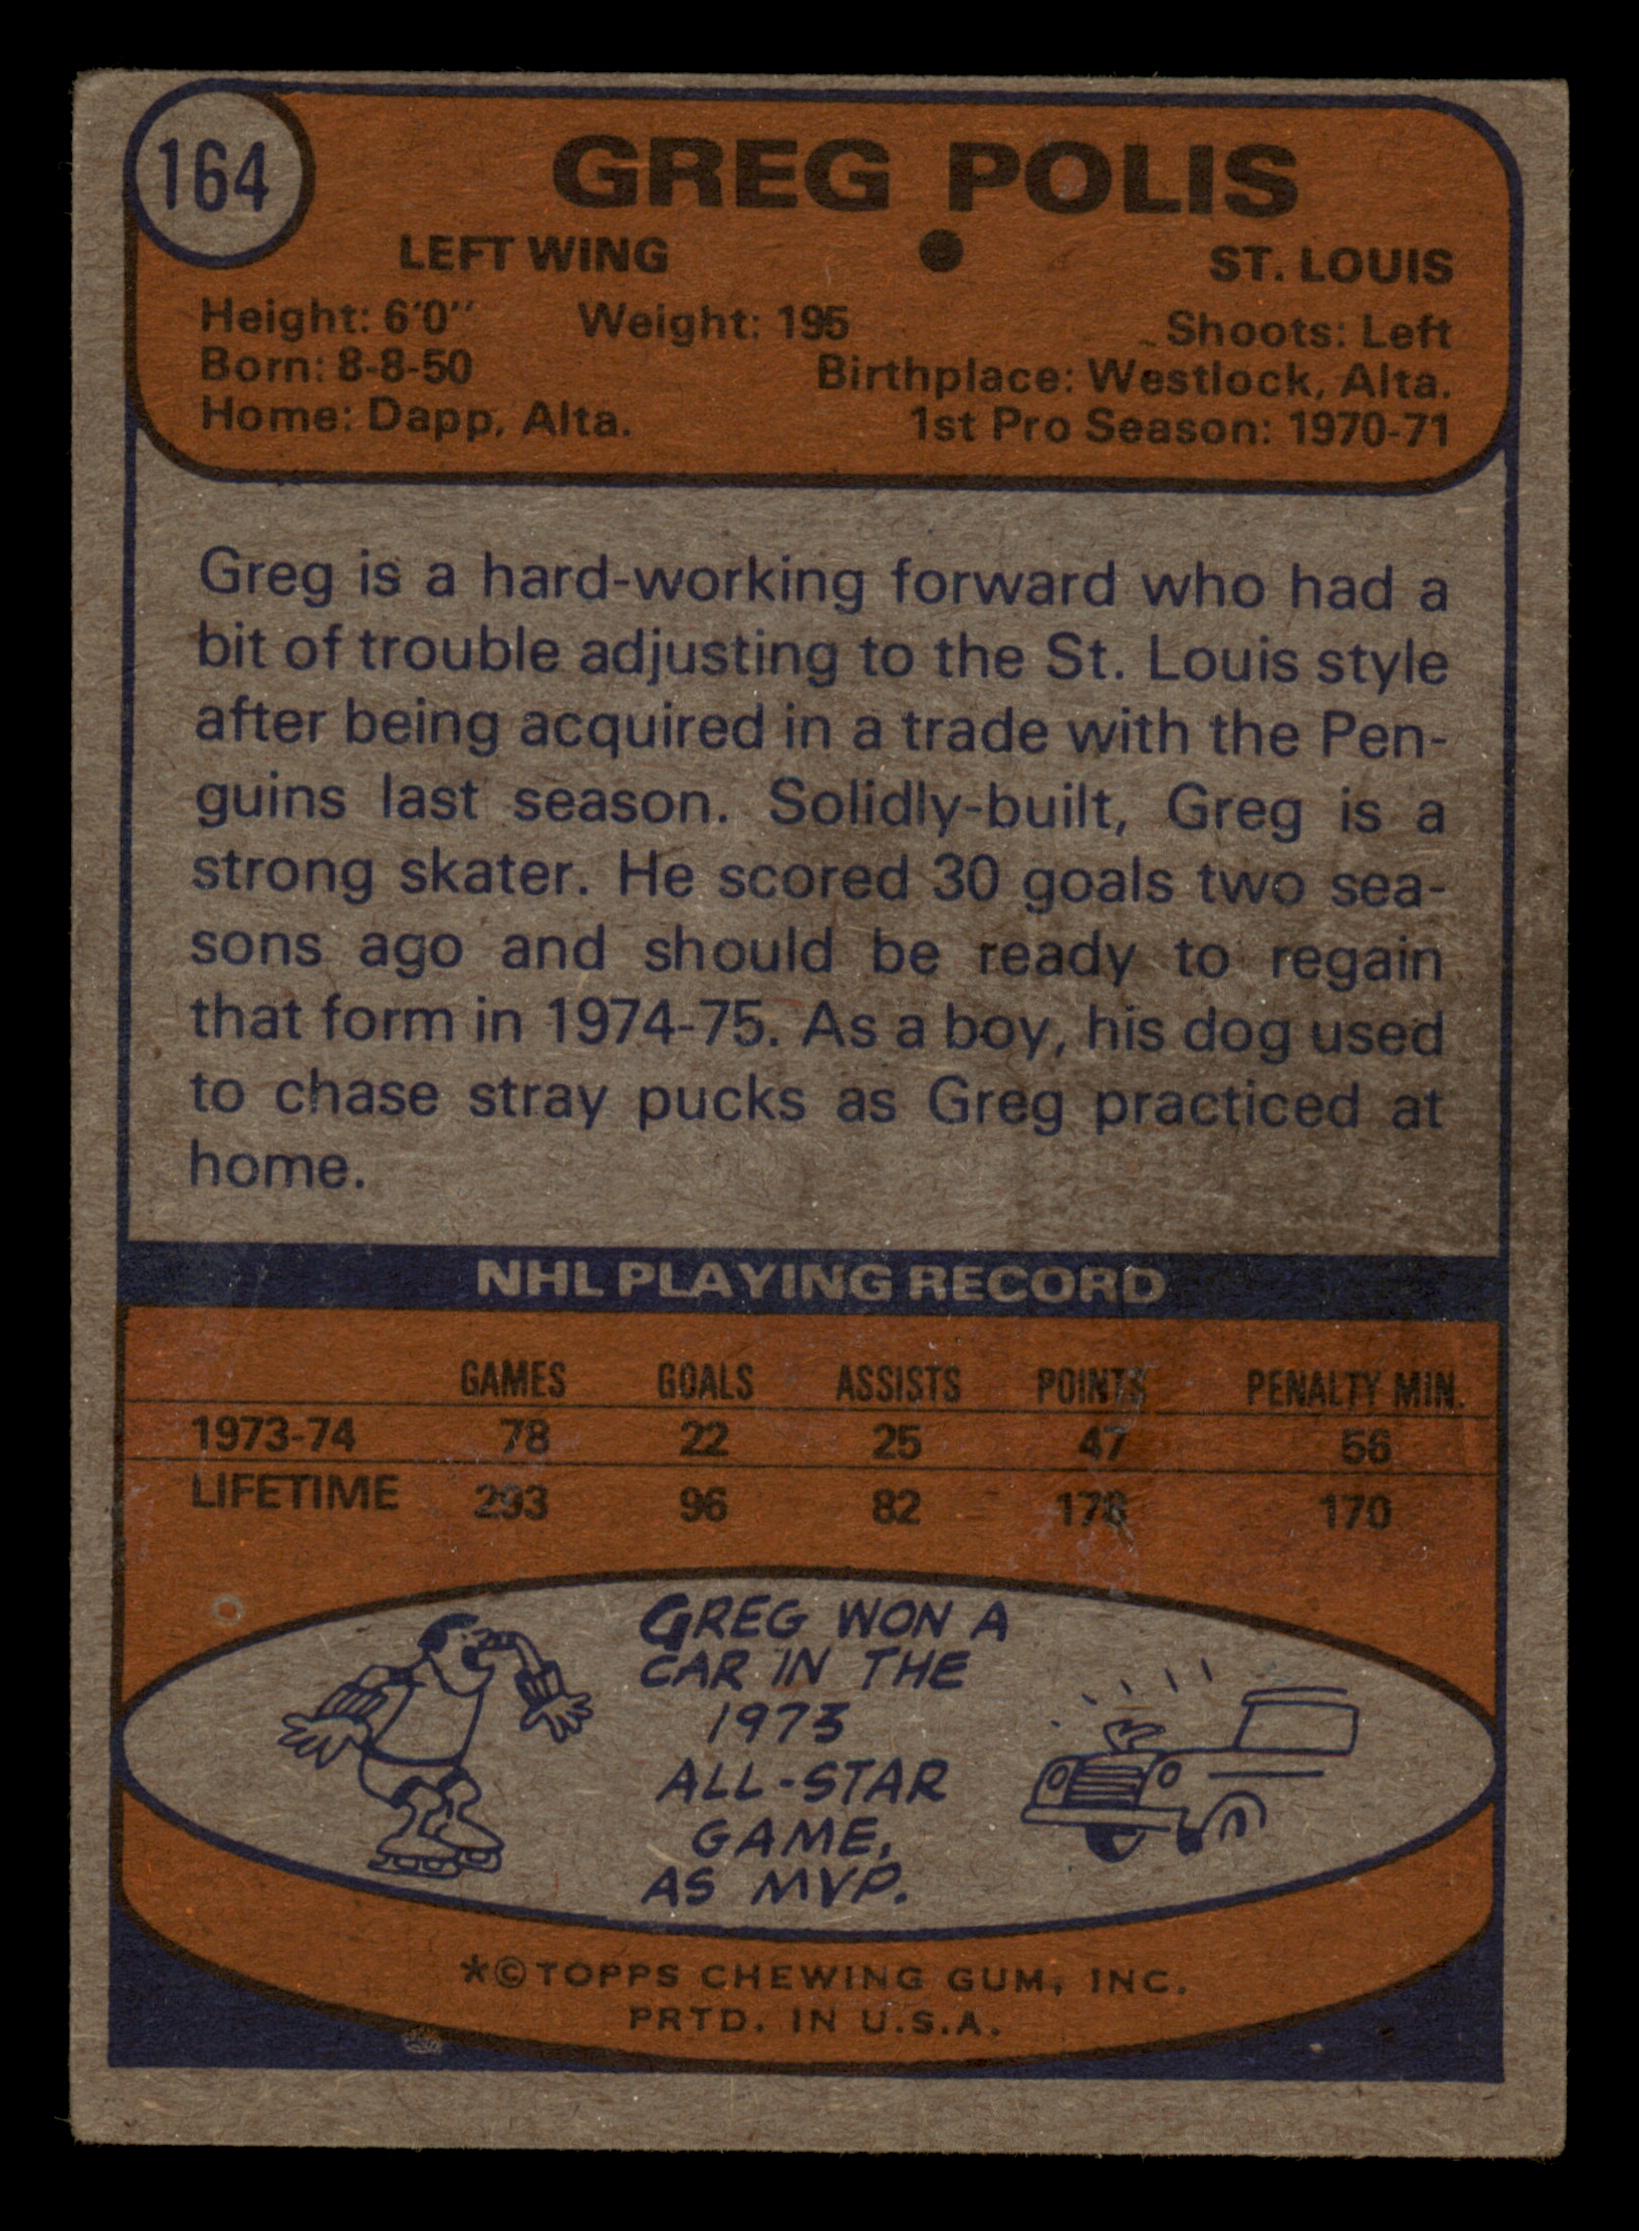 164
GREG POLIS
LEFT WING ● ST. LOUIS
Height: 6'0'' Weight: 195 Shoots: Left
Born: 8-8-50 Birthplace: Westlock, Alta.
Home: Dapp, Alta. 1st Pro Season: 1970-71
Greg is a hard-working forward who had a
bit of trouble adjusting to the St. Louis style
after being acquired in a trade with the Pen-
guins last season. Solidly-built, Greg is a
strong skater. He scored 30 goals two sea-
sons ago and should be ready to regain
that form in 1974-75. As a boy, his dog used
to chase stray pucks as Greg practiced at
home.
NHL PLAYING RECORD
GAMES GOALS ASSISTS POINTS PENALTY MIN.
1973-74 78 22 25 47 56
LIFETIME 293 96 82 178 170
GREG WON A
CAR IN THE
1973
ALL-STAR
GAME,
AS MVP.
*©TOPPS CHEWING GUM, INC.
PRTD. IN U.S.A.